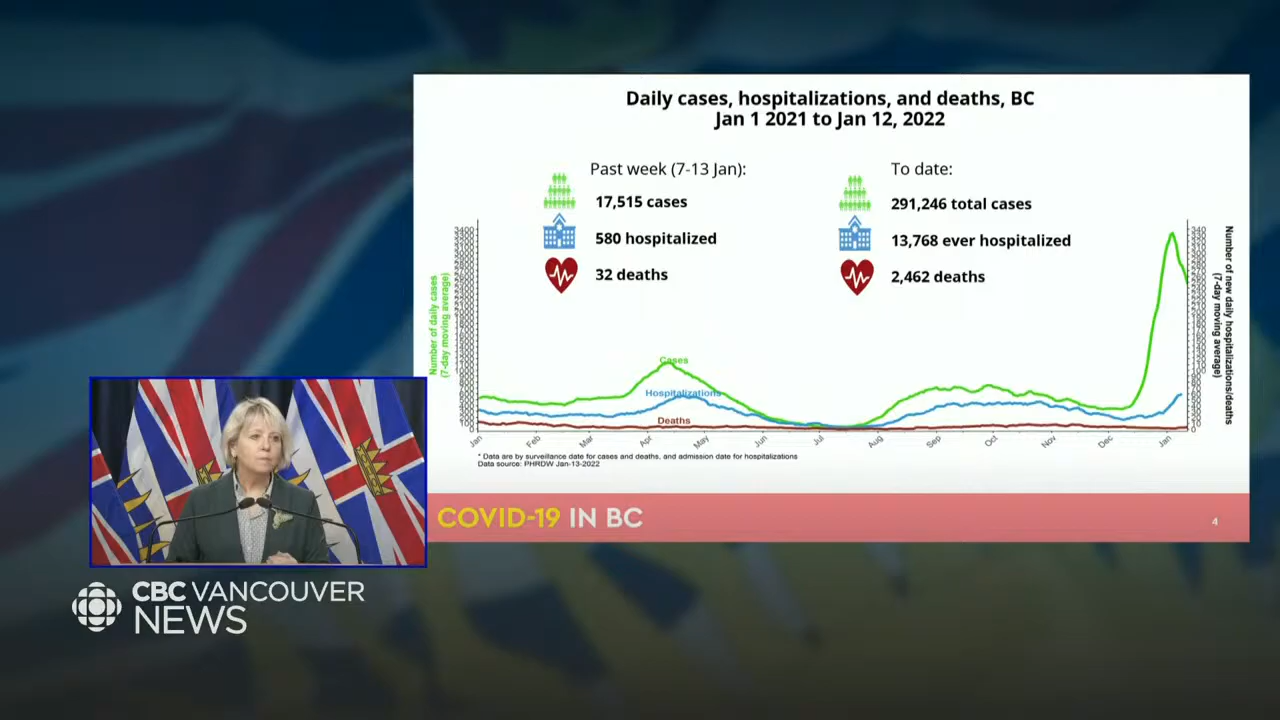 Daily cases, hospitalizations, and deaths, BC
Jan 1 2021 to Jan 12, 2022
Past week (7-13 Jan):
17,515 cases
580 hospitalized
32 deaths
To date:
291,246 total cases
13,768 ever hospitalized
2,462 deaths
Number of daily cases
(7-day moving average)
Number of new daily hospitalizations/deaths
(7-day moving average)
Cases
Hospitalizations
Deaths
Jan Feb Mar Apr May Jun Jul Aug Sep Oct Nov Dec Jan
* Data are by surveillance date for cases and deaths, and admission date for hospitalizations
Data source: PHRDW Jan-13-2022
COVID-19 IN BC
4
CBC VANCOUVER
NEWS